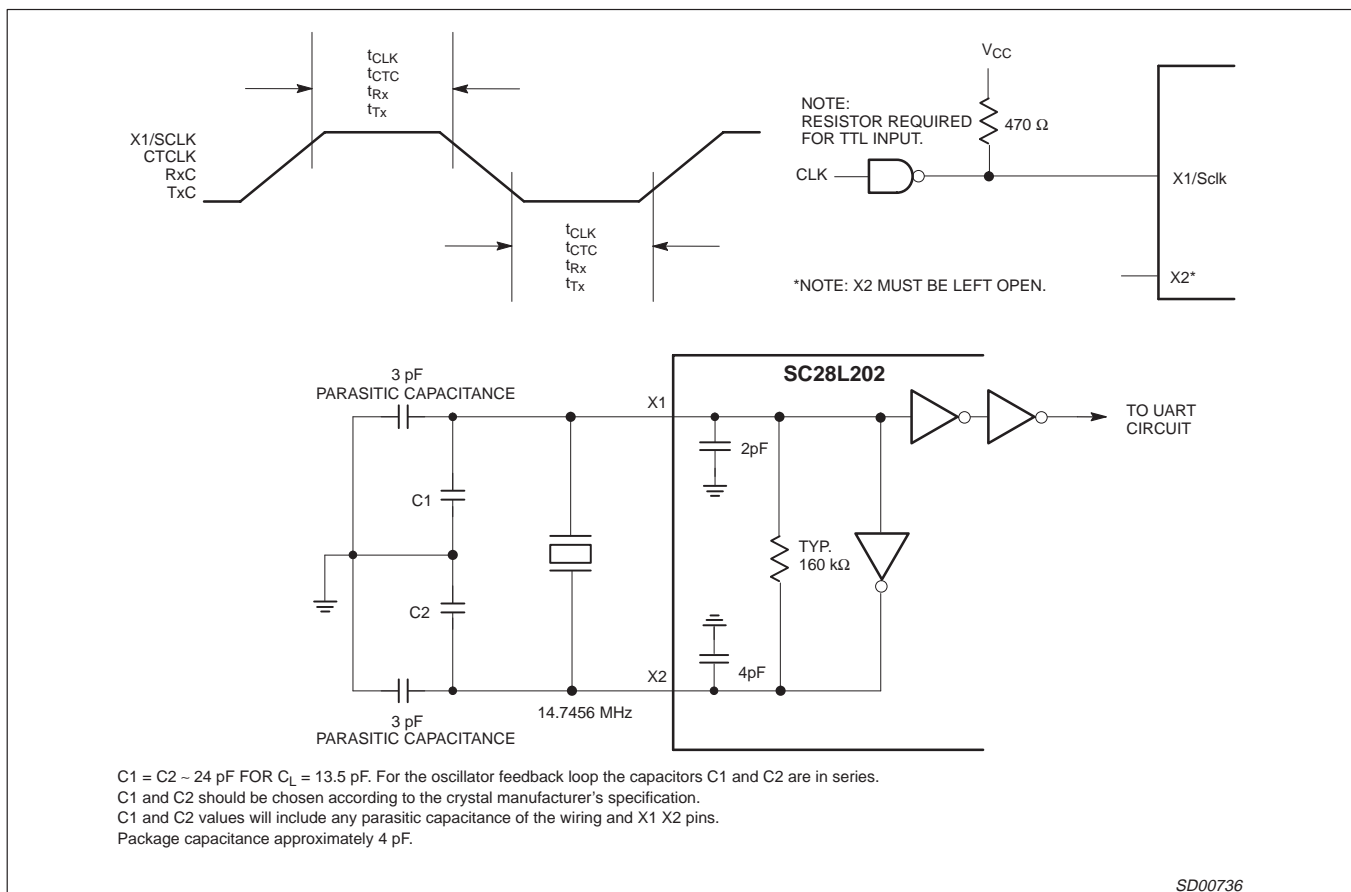 tCLK
tCTC
tRx
tTx
X1/SCLK
CTCLK
RxC
TxC
tCLK
tCTC
tRx
tTx
VCC
NOTE:
RESISTOR REQUIRED
FOR TTL INPUT.
470 Ω
CLK
X1/Sclk
X2*
*NOTE: X2 MUST BE LEFT OPEN.
3 pF
PARASITIC CAPACITANCE
SC28L202
X1
TO UART
CIRCUIT
2pF
C1
TYP.
160 kΩ
C2
4pF
X2
14.7456 MHz
3 pF
PARASITIC CAPACITANCE
C1 = C2 ~ 24 pF FOR CL = 13.5 pF. For the oscillator feedback loop the capacitors C1 and C2 are in series.
C1 and C2 should be chosen according to the crystal manufacturer's specification.
C1 and C2 values will include any parasitic capacitance of the wiring and X1 X2 pins.
Package capacitance approximately 4 pF.
SD00736